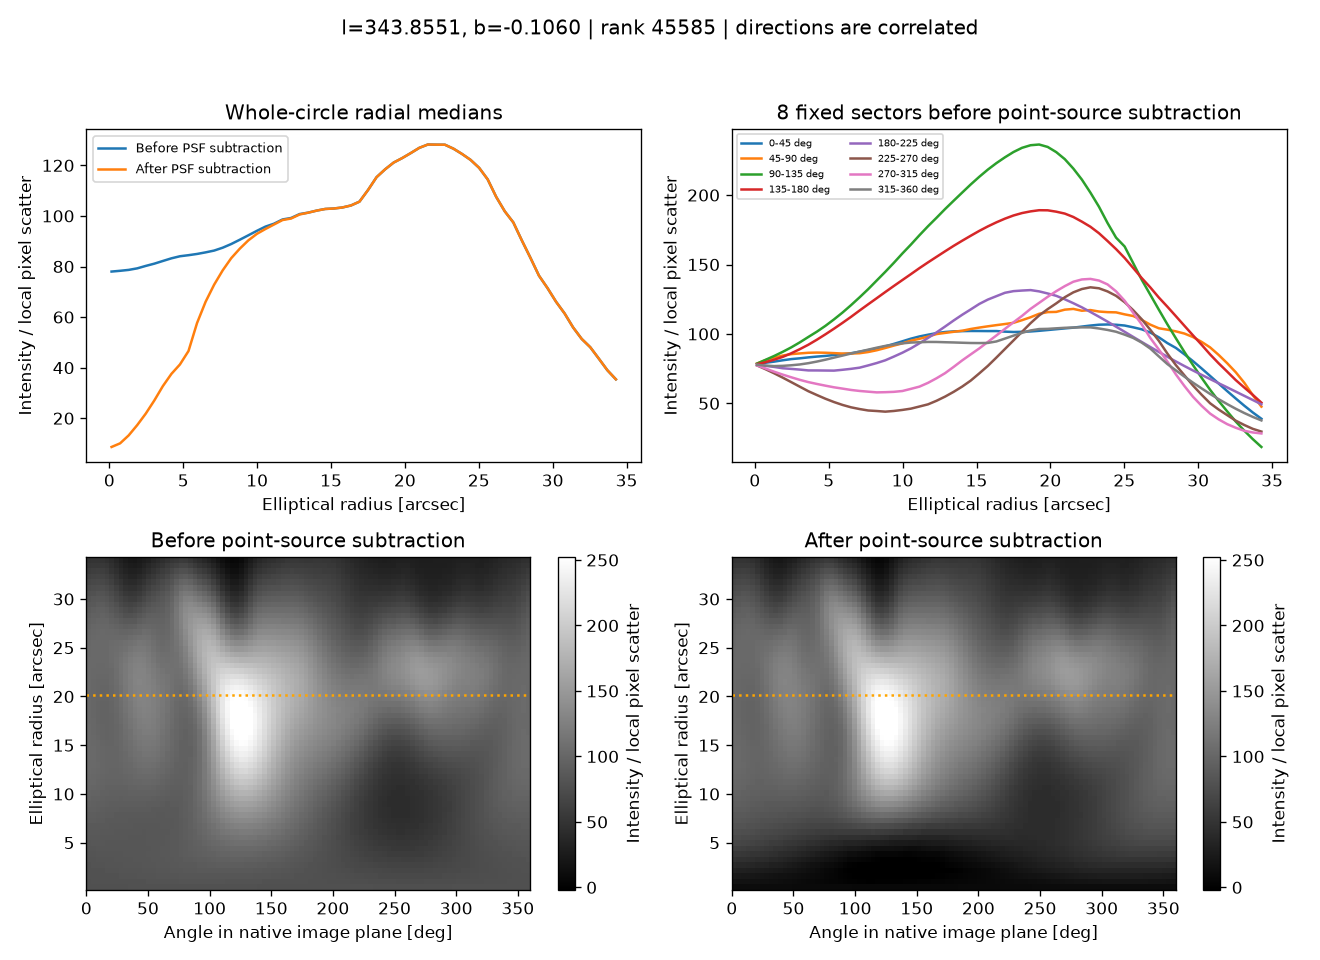 l=343.8551, b=-0.1060 | rank 45585 | directions are correlated
Whole-circle radial medians
Before PSF subtraction
After PSF subtraction
120
100
80
60
40
20
0 5 10 15 20 25 30 35
Intensity / local pixel scatter
Elliptical radius [arcsec]
8 fixed sectors before point-source subtraction
0-45 deg
45-90 deg
90-135 deg
135-180 deg
180-225 deg
225-270 deg
270-315 deg
315-360 deg
200
150
100
50
0 5 10 15 20 25 30 35
Intensity / local pixel scatter
Elliptical radius [arcsec]
Before point-source subtraction
30
25
20
15
10
5
0 50 100 150 200 250 300 350
Elliptical radius [arcsec]
Angle in native image plane [deg]
250
200
150
100
50
0
Intensity / local pixel scatter
After point-source subtraction
30
25
20
15
10
5
0 50 100 150 200 250 300 350
Elliptical radius [arcsec]
Angle in native image plane [deg]
250
200
150
100
50
0
Intensity / local pixel scatter